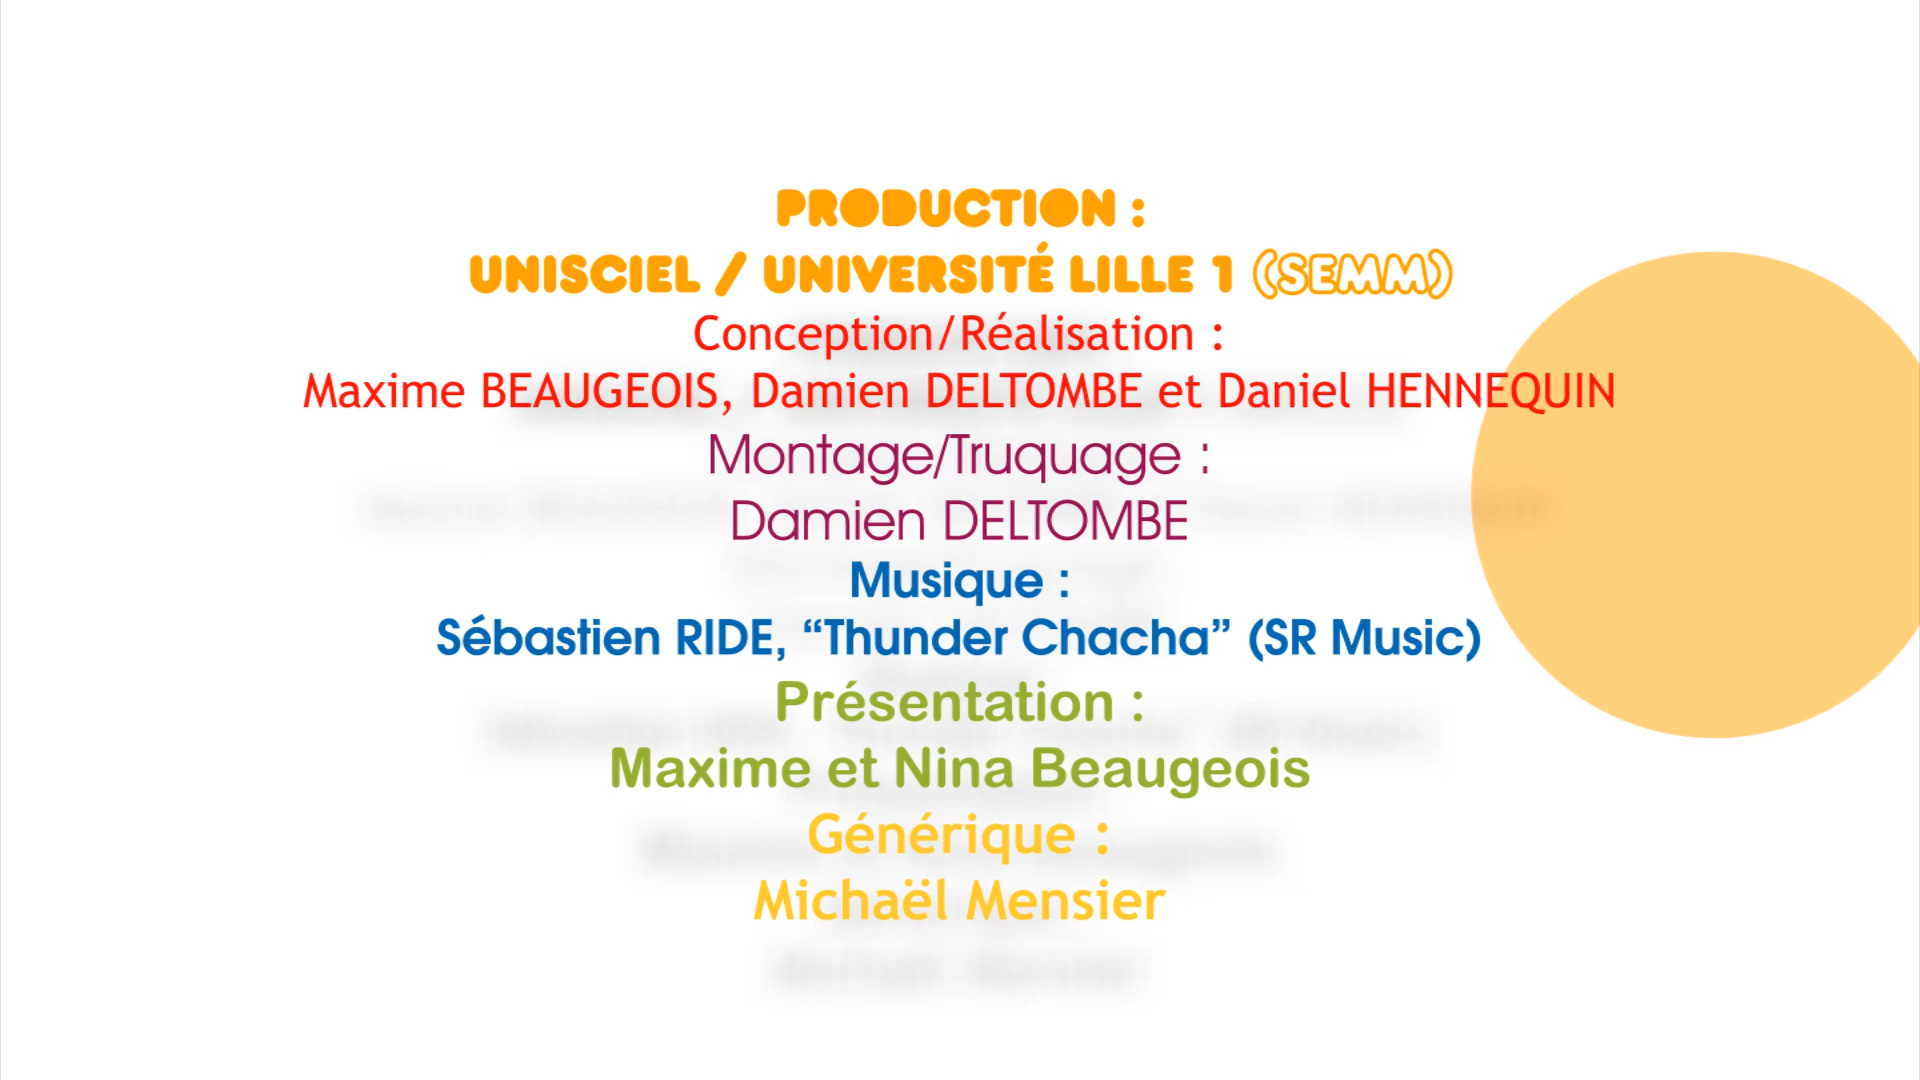 PRODUCTION :
UNISCIEL / UNIVERSITÉ LILLE 1 (SEMM)
Conception/Réalisation :
Maxime BEAUGEOIS, Damien DELTOMBE et Daniel HENNEQUIN
Montage/Truquage :
Damien DELTOMBE
Musique :
Sébastien RIDE, “Thunder Chacha” (SR Music)
Présentation :
Maxime et Nina Beaugeois
Générique :
Michaël Mensier